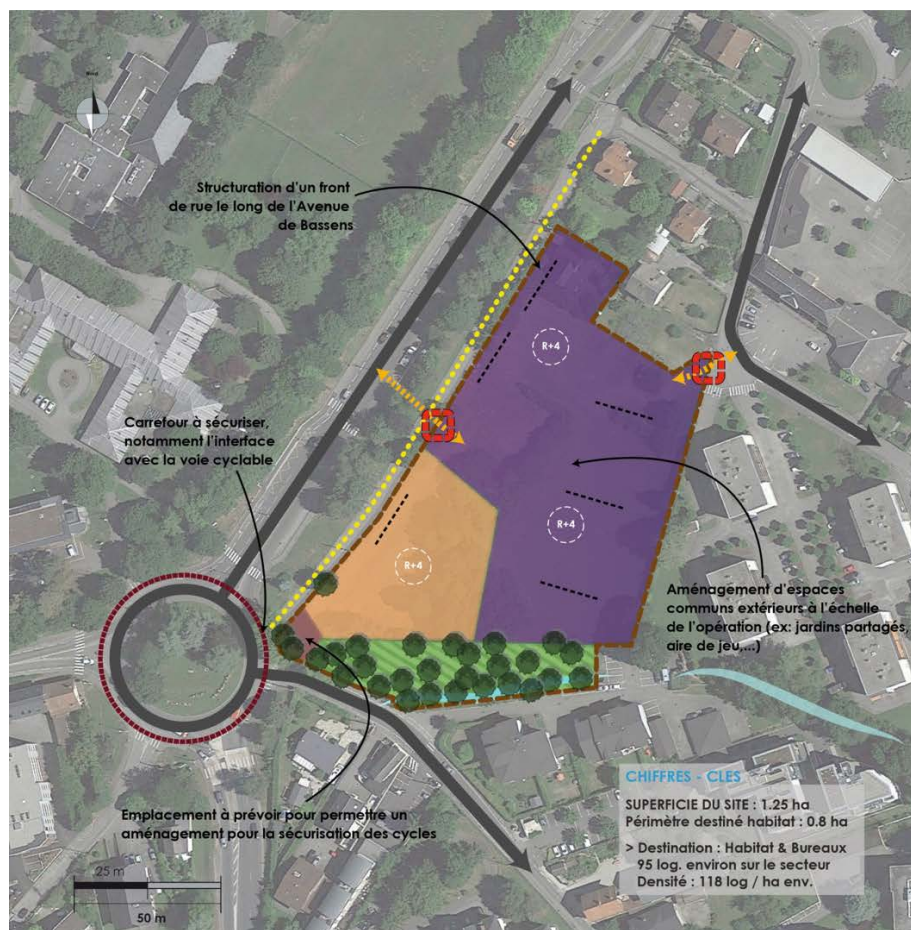 Nord
Structuration d'un front
de rue le long de l'Avenue
de Bassens
R+4
Carrefour à sécuriser,
notamment l'interface
avec la voie cyclable
R+4
R+4
Aménagement d'espaces
communs extérieurs à l'échelle
de l'opération (ex: jardins partagés,
aire de jeu,...)
Emplacement à prévoir pour permettre un
aménagement pour la sécurisation des cycles
CHIFFRES - CLES
SUPERFICIE DU SITE : 1.25 ha
Périmètre destiné habitat : 0.8 ha
> Destination : Habitat & Bureaux
95 log. environ sur le secteur
Densité : 118 log / ha env.
25 m
50 m